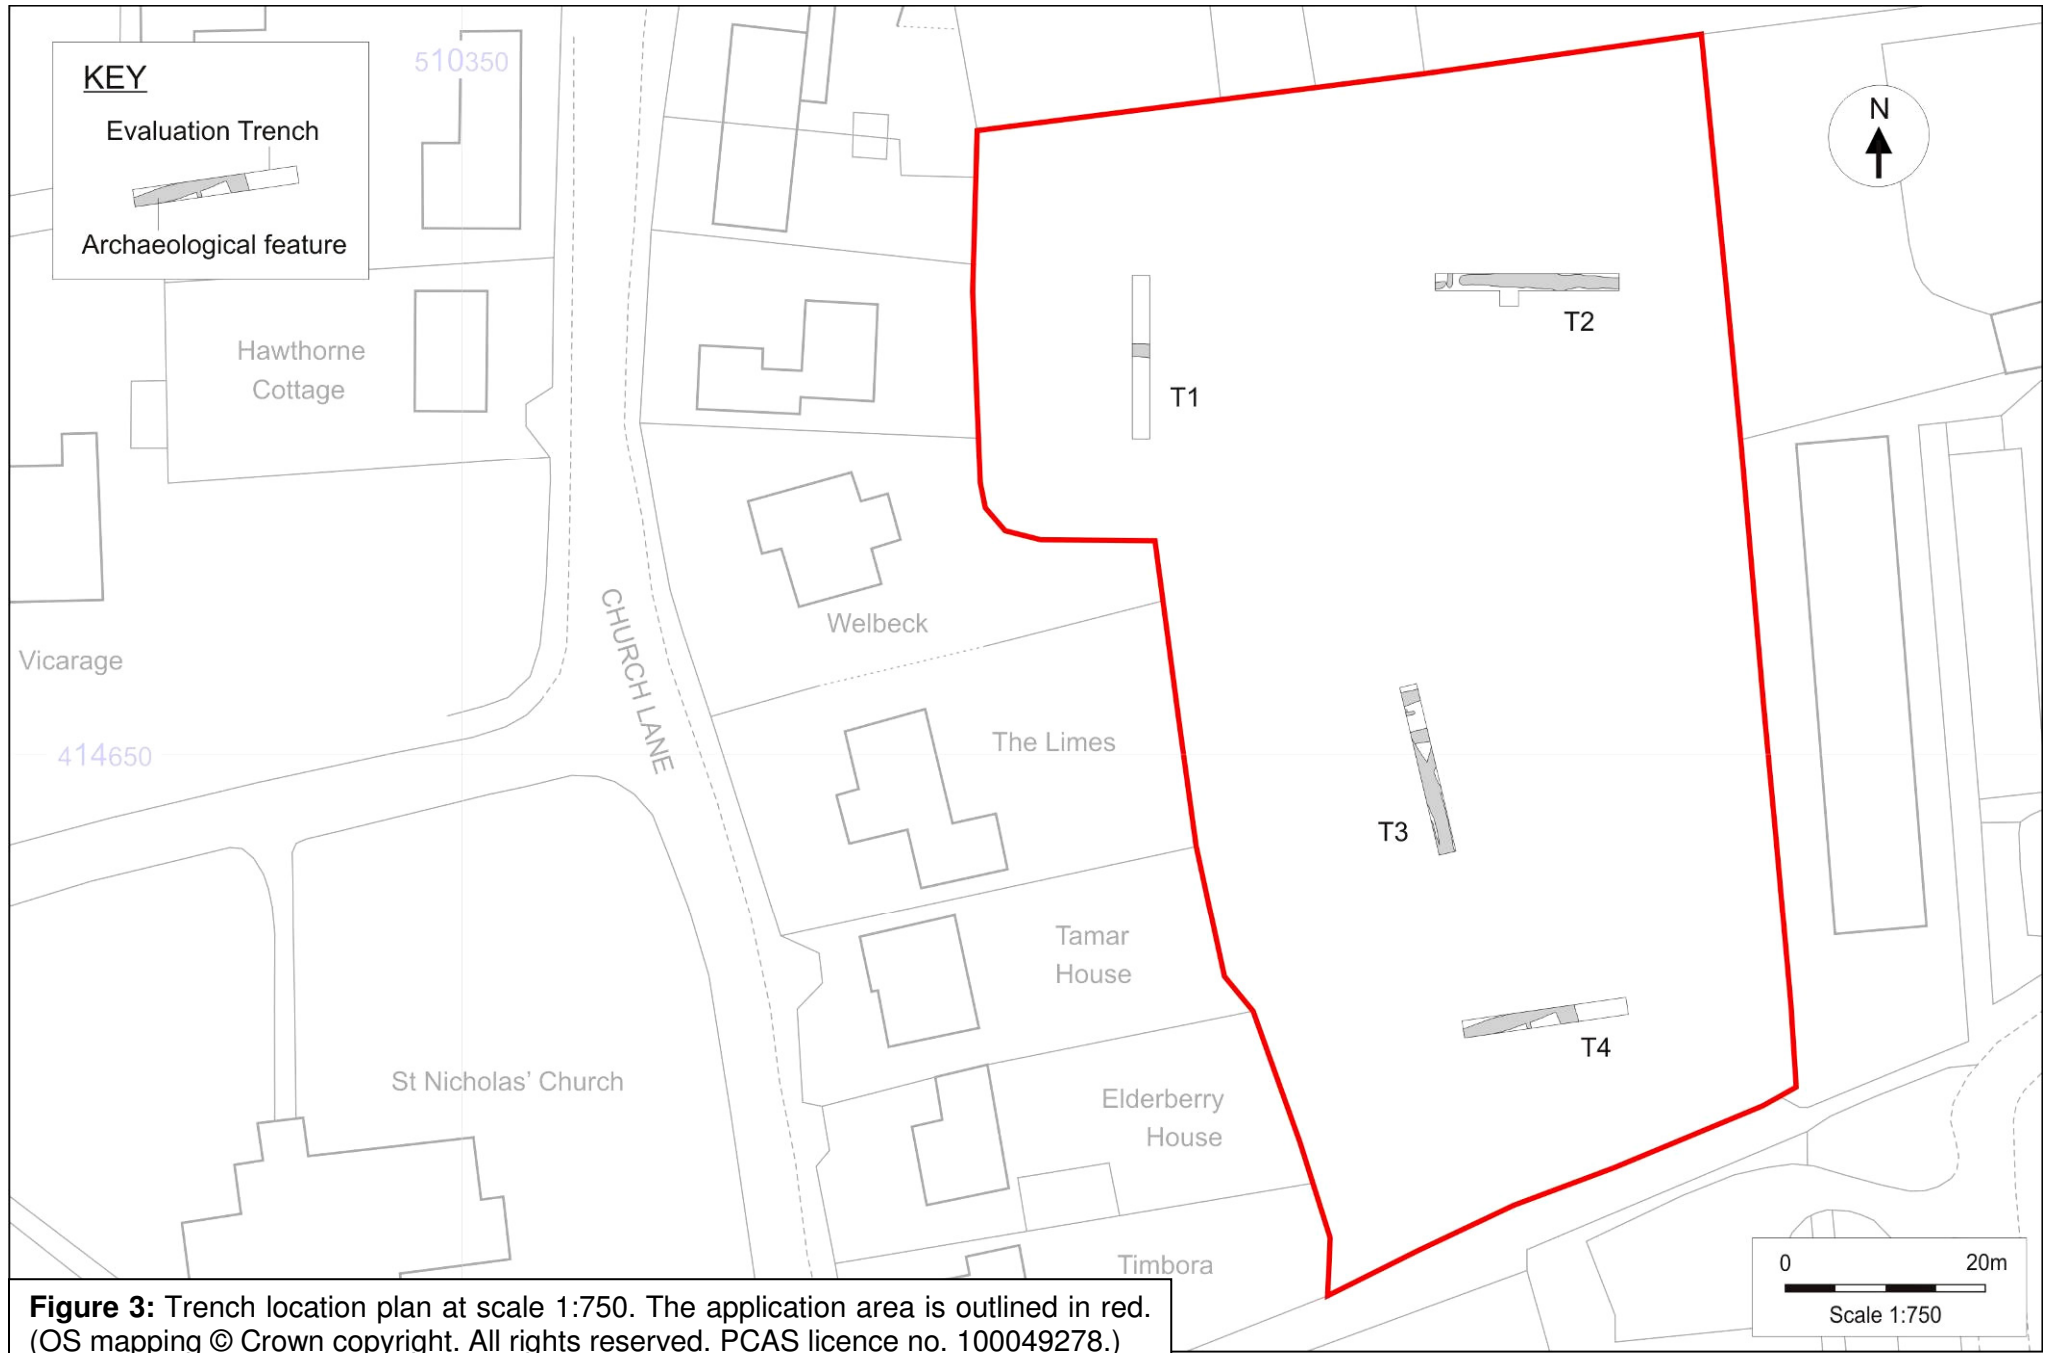 KEY
Evaluation Trench
Archaeological feature
510350
N
T2
Hawthorne
Cottage
T1
CHURCH LANE
Welbeck
Vicarage
The Limes
414650
T3
Tamar
House
T4
St Nicholas' Church
Elderberry
House
Timbora
0 20m
Scale 1:750
Figure 3: Trench location plan at scale 1:750. The application area is outlined in red.
(OS mapping © Crown copyright. All rights reserved. PCAS licence no. 100049278.)